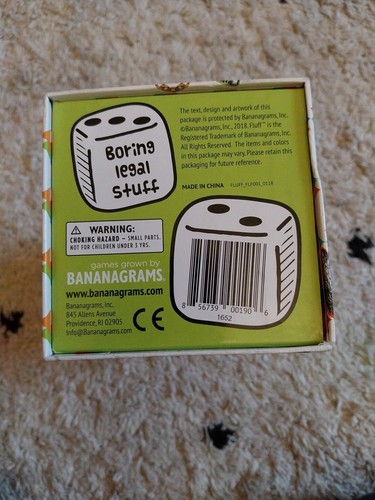 Boring
legal
Stuff
The text, design and artwork of this
package is protected by Bananagrams, Inc.
©Bananagrams, Inc., 2018. Fluff™ is the
Registered Trademark of Bananagrams, Inc.
All Rights Reserved. The items and colors
in this package may vary. Please retain this
packaging for future reference.
MADE IN CHINA
WARNING:
CHOKING HAZARD – SMALL PARTS.
NOT FOR CHILDREN UNDER 3 YRS.
games grown by
BANANAGRAMS
www.bananagrams.com
Bananagrams, Inc.
845 Allens Avenue
Providence, RI 02905
Info@Bananagrams.com
CE
8 56739 00190 6
1652